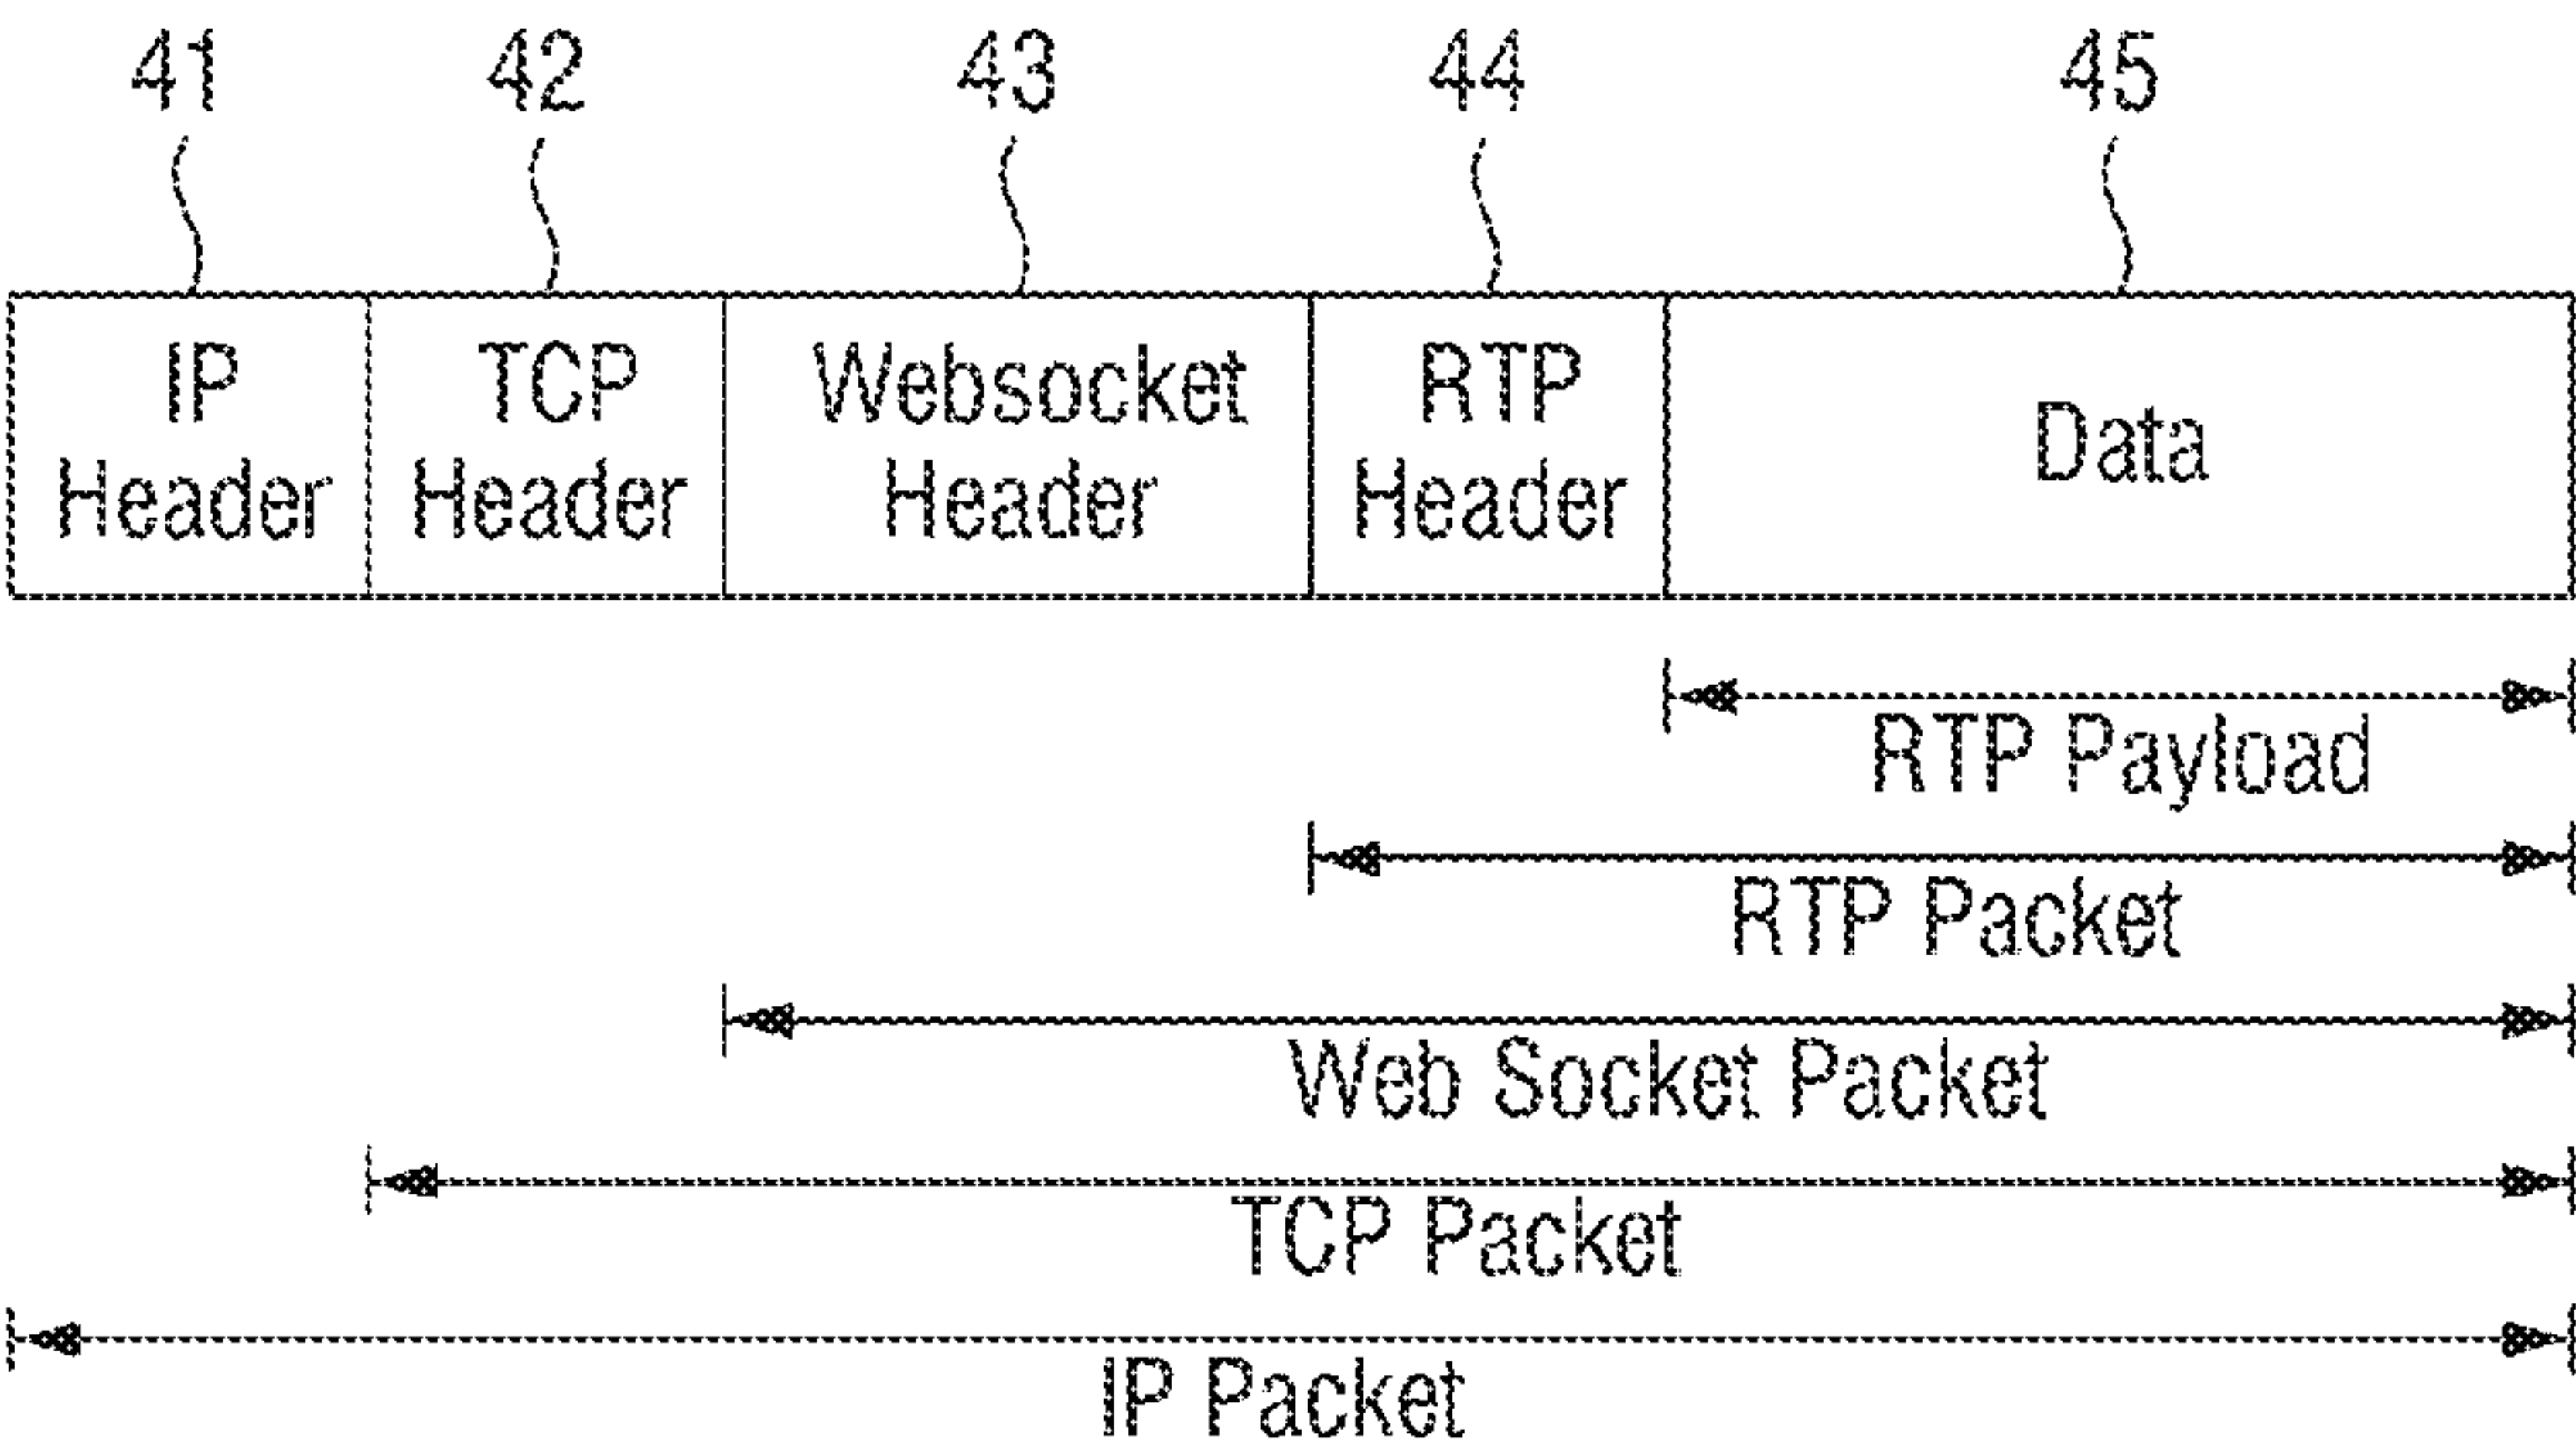 41 42 43 44 45
IP TCP Websocket RTP Data
Header Header Header Header
RTP Payload
RTP Packet
Web Socket Packet
TCP Packet
IP Packet